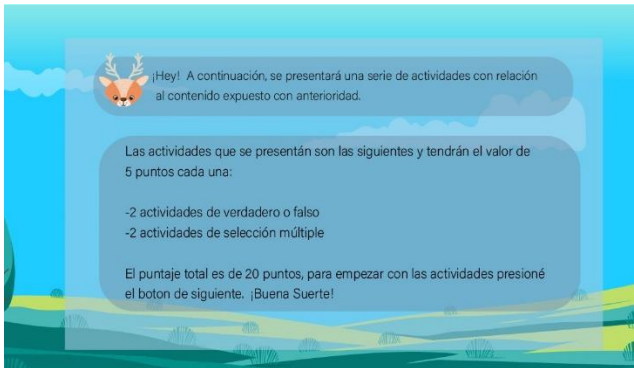 ¡Hey! A continuación, se presentará una serie de actividades con relación
al contenido expuesto con anterioridad.
Las actividades que se presentán son las siguientes y tendrán el valor de
5 puntos cada una:
-2 actividades de verdadero o falso
-2 actividades de selección múltiple
El puntaje total es de 20 puntos, para empezar con las actividades presioné
el boton de siguiente. ¡Buena Suerte!